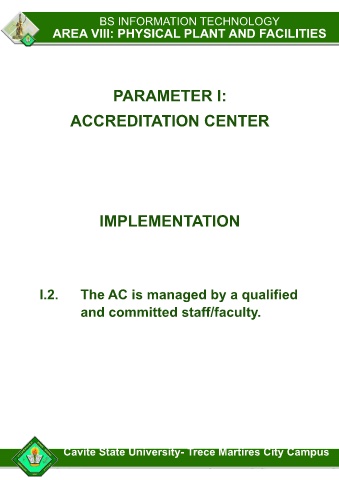 BS INFORMATION TECHNOLOGY
AREA VIII: PHYSICAL PLANT AND FACILITIES
PARAMETER I:
ACCREDITATION CENTER
IMPLEMENTATION
I.2. The AC is managed by a qualified
and committed staff/faculty.
Cavite State University- Trece Martires City Campus